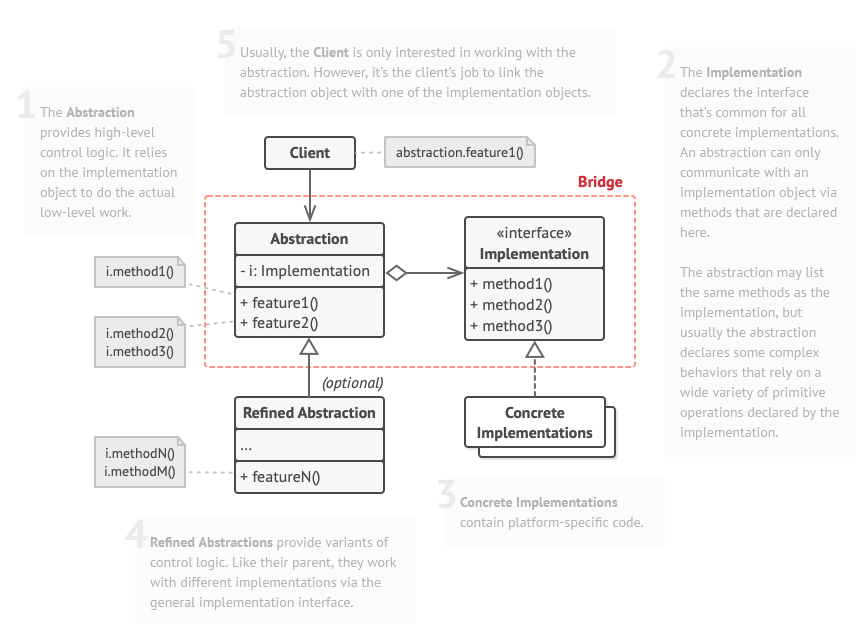 5
Usually, the Client is only interested in working with the
abstraction. However, it's the client's job to link the
abstraction object with one of the implementation objects.
1
The Abstraction
provides high-level
control logic. It relies
on the implementation
object to do the actual
low-level work.
2
The Implementation
declares the interface
that's common for all
concrete implementations.
An abstraction can only
communicate with an
implementation object via
methods that are declared
here.
The abstraction may list
the same methods as the
implementation, but
usually the abstraction
declares some complex
behaviors that rely on a
wide variety of primitive
operations declared by the
implementation.
Client
abstraction.feature1()
Bridge
Abstraction
- i: Implementation
+ feature1()
+ feature2()
«interface»
Implementation
+ method1()
+ method2()
+ method3()
i.method1()
i.method2()
i.method3()
(optional)
Refined Abstraction
...
+ featureN()
Concrete
Implementations
i.methodN()
i.methodM()
3
Concrete Implementations
contain platform-specific code.
4
Refined Abstractions provide variants of
control logic. Like their parent, they work
with different implementations via the
general implementation interface.